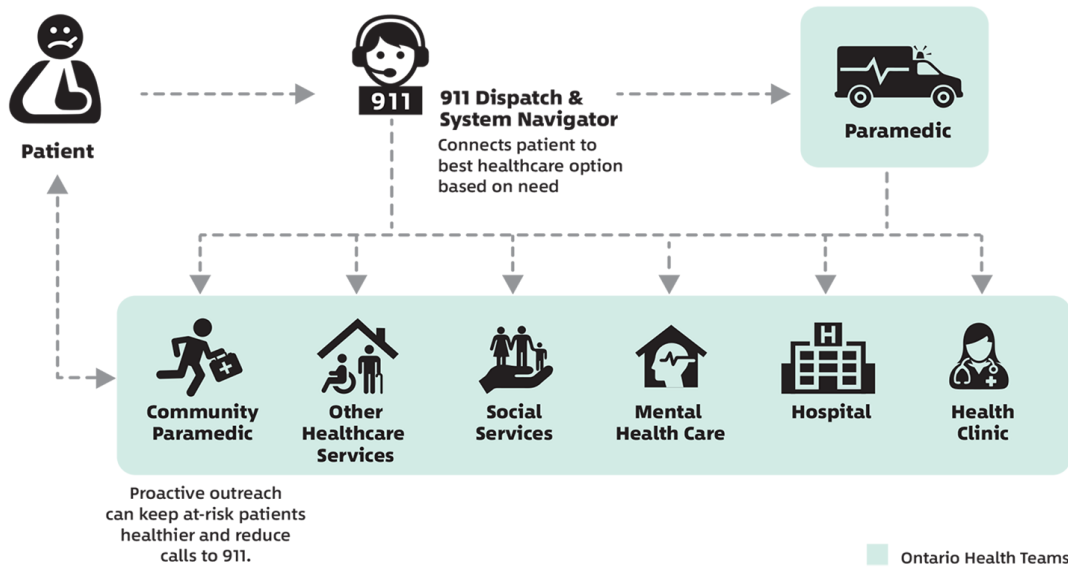 911
911 Dispatch &
System Navigator
Connects patient to
best healthcare option
based on need
Paramedic
Patient
H
Community
Paramedic
Other
Healthcare
Services
Social
Services
Mental
Health Care
Hospital
Health
Clinic
Proactive outreach
can keep at-risk patients
healthier and reduce
calls to 911.
Ontario Health Teams